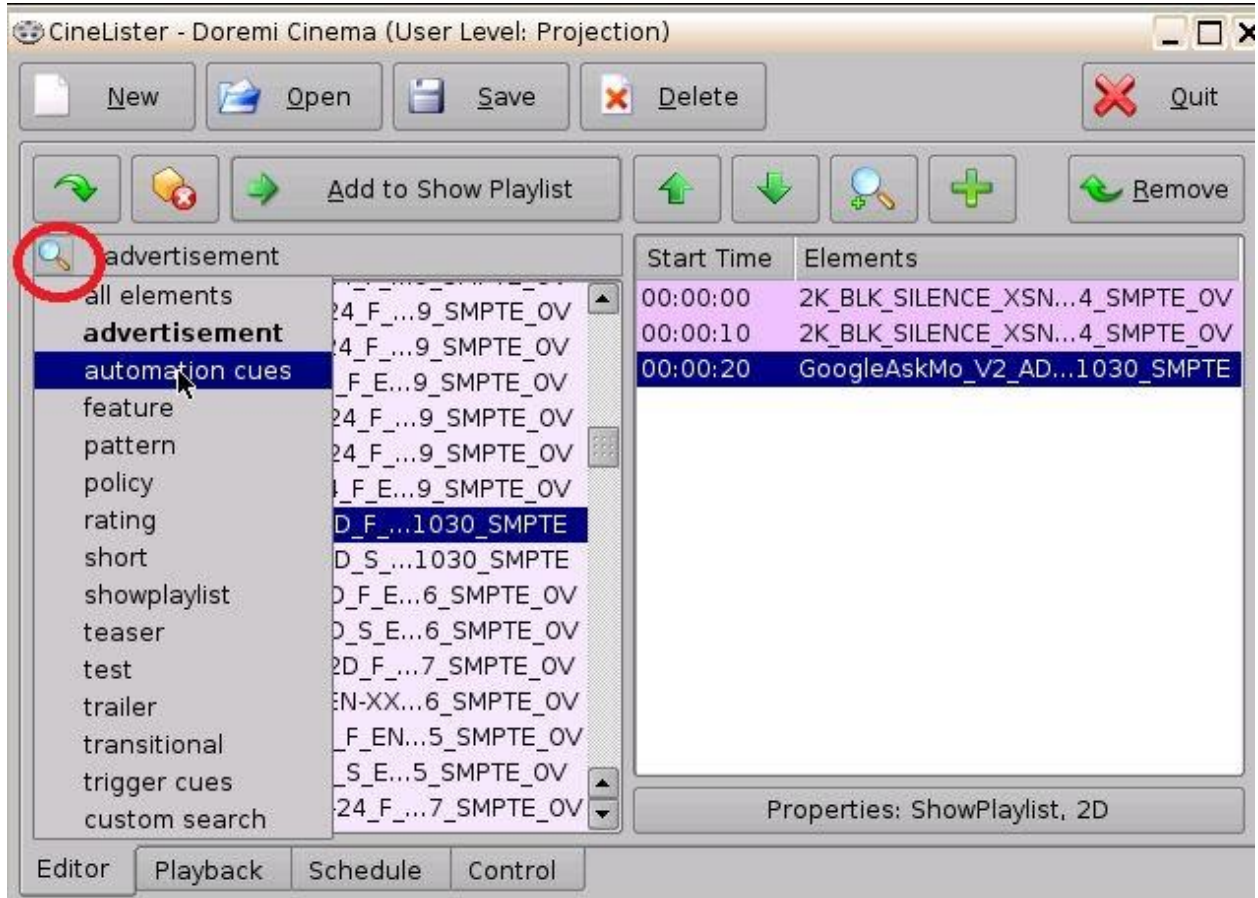 CineLister - Doremi Cinema (User Level: Projection)
New Open Save Delete Quit
Add to Show Playlist Remove
advertisement
all elements
advertisement
automation cues
feature
pattern
policy
rating
short
showplaylist
teaser
test
trailer
transitional
trigger cues
custom search
24_F_...9_SMPTE_OV
4_F_...9_SMPTE_OV
_F_E...9_SMPTE_OV
24_F_...9_SMPTE_OV
24_F_...9_SMPTE_OV
_F_E...9_SMPTE_OV
D_F_...1030_SMPTE
D_S_...1030_SMPTE
D_F_E...6_SMPTE_OV
D_S_E...6_SMPTE_OV
2D_F_...7_SMPTE_OV
EN-XX...6_SMPTE_OV
_F_EN...5_SMPTE_OV
_S_E...5_SMPTE_OV
-24_F_...7_SMPTE_OV
Start Time Elements
00:00:00 2K_BLK_SILENCE_XSN...4_SMPTE_OV
00:00:10 2K_BLK_SILENCE_XSN...4_SMPTE_OV
00:00:20 GoogleAskMo_V2_AD...1030_SMPTE
Properties: ShowPlaylist, 2D
Editor Playback Schedule Control